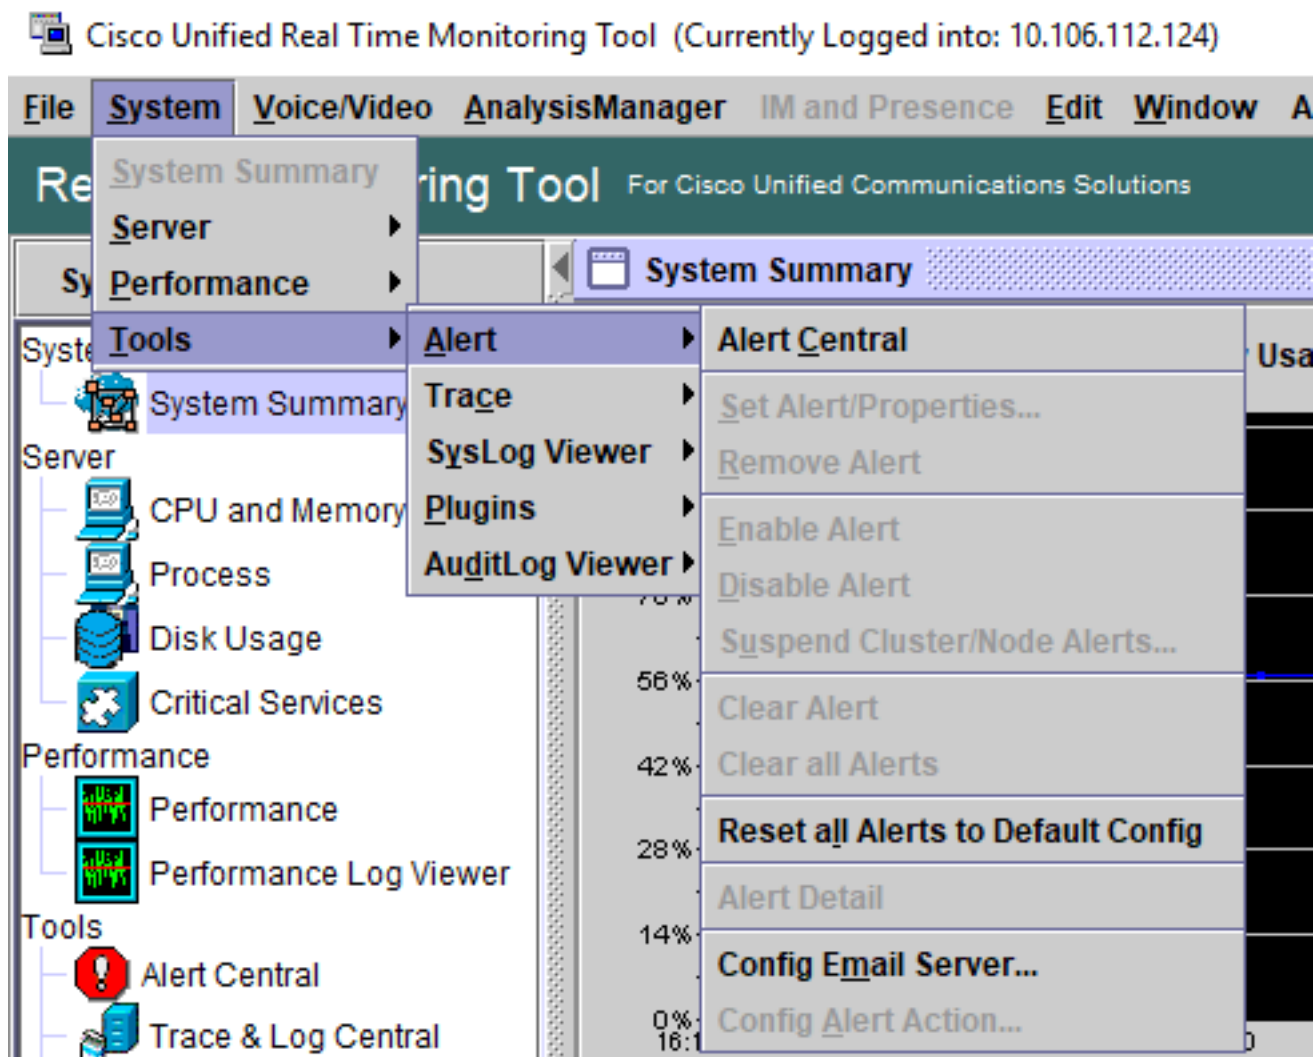 Cisco Unified Real Time Monitoring Tool (Currently Logged into: 10.106.112.124)
File System Voice/Video AnalysisManager IM and Presence Edit Window
ring Tool For Cisco Unified Communications Solutions
System Summary
Server
Performance
Tools
Alert
Trace
SysLog Viewer
Plugins
AuditLog Viewer
Alert Central
Set Alert/Properties...
Remove Alert
Enable Alert
Disable Alert
Suspend Cluster/Node Alerts...
Clear Alert
Clear all Alerts
Reset all Alerts to Default Config
Alert Detail
Config Email Server...
Config Alert Action...
System Summary
System Summary
Server
CPU and Memory
Process
Disk Usage
Critical Services
Performance
Performance
Performance Log Viewer
Tools
Alert Central
Trace & Log Central
56%
42%
28%
14%
0%